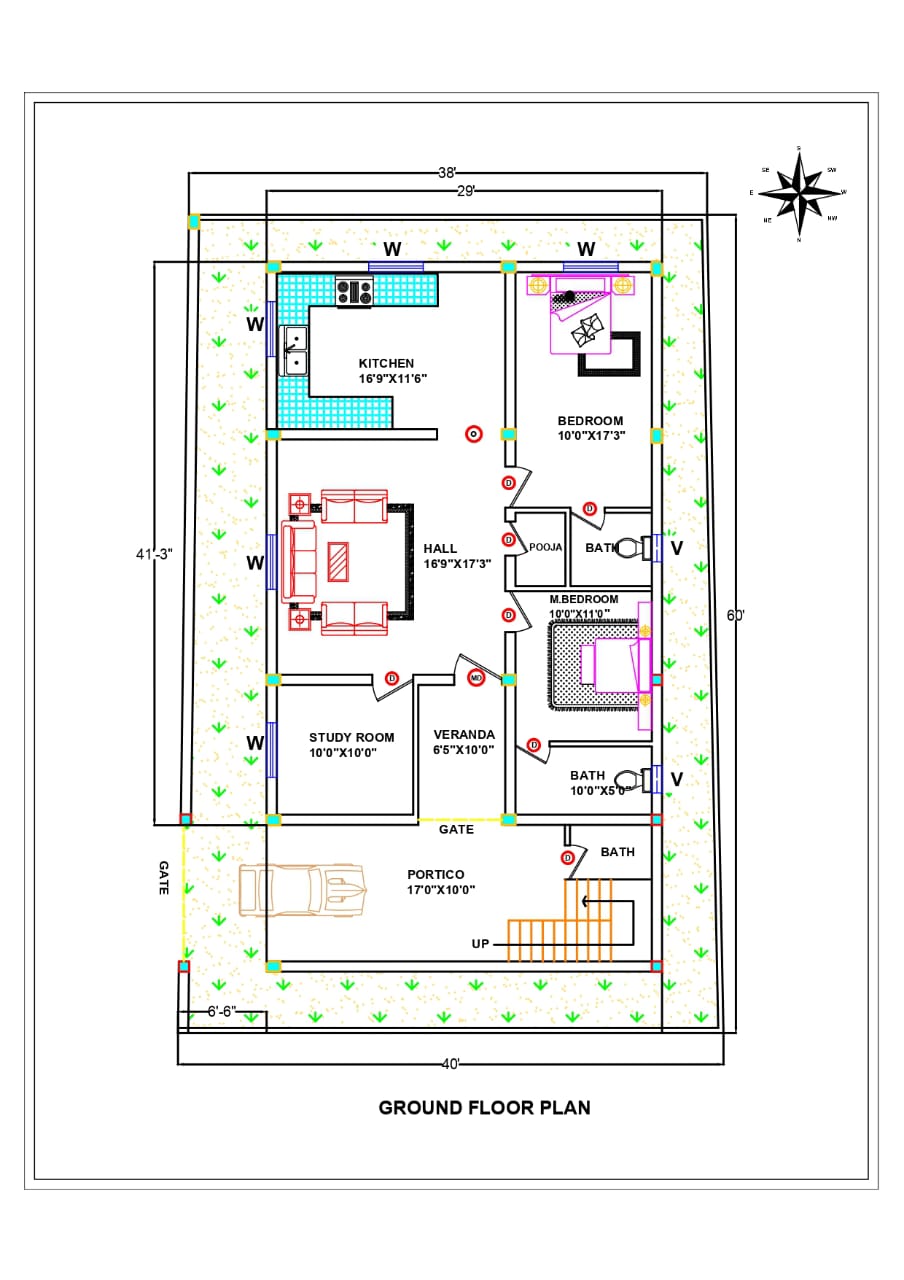 38'
29'
S
SE
SW
E
W
NE
NW
N
W
W
W
KITCHEN
16'9"X11'6"
BEDROOM
10'0"X17'3"
D
D
D
POOJA
BATH
V
41'-3"
HALL
16'9"X17'3"
W
M.BEDROOM
10'0"X11'0"
D
60'
D
MD
STUDY ROOM
10'0"X10'0"
VERANDA
6'5"X10'0"
W
D
BATH
10'0"X5'0"
V
GATE
GATE
PORTICO
17'0"X10'0"
D
BATH
UP
6'-6"
40'
GROUND FLOOR PLAN